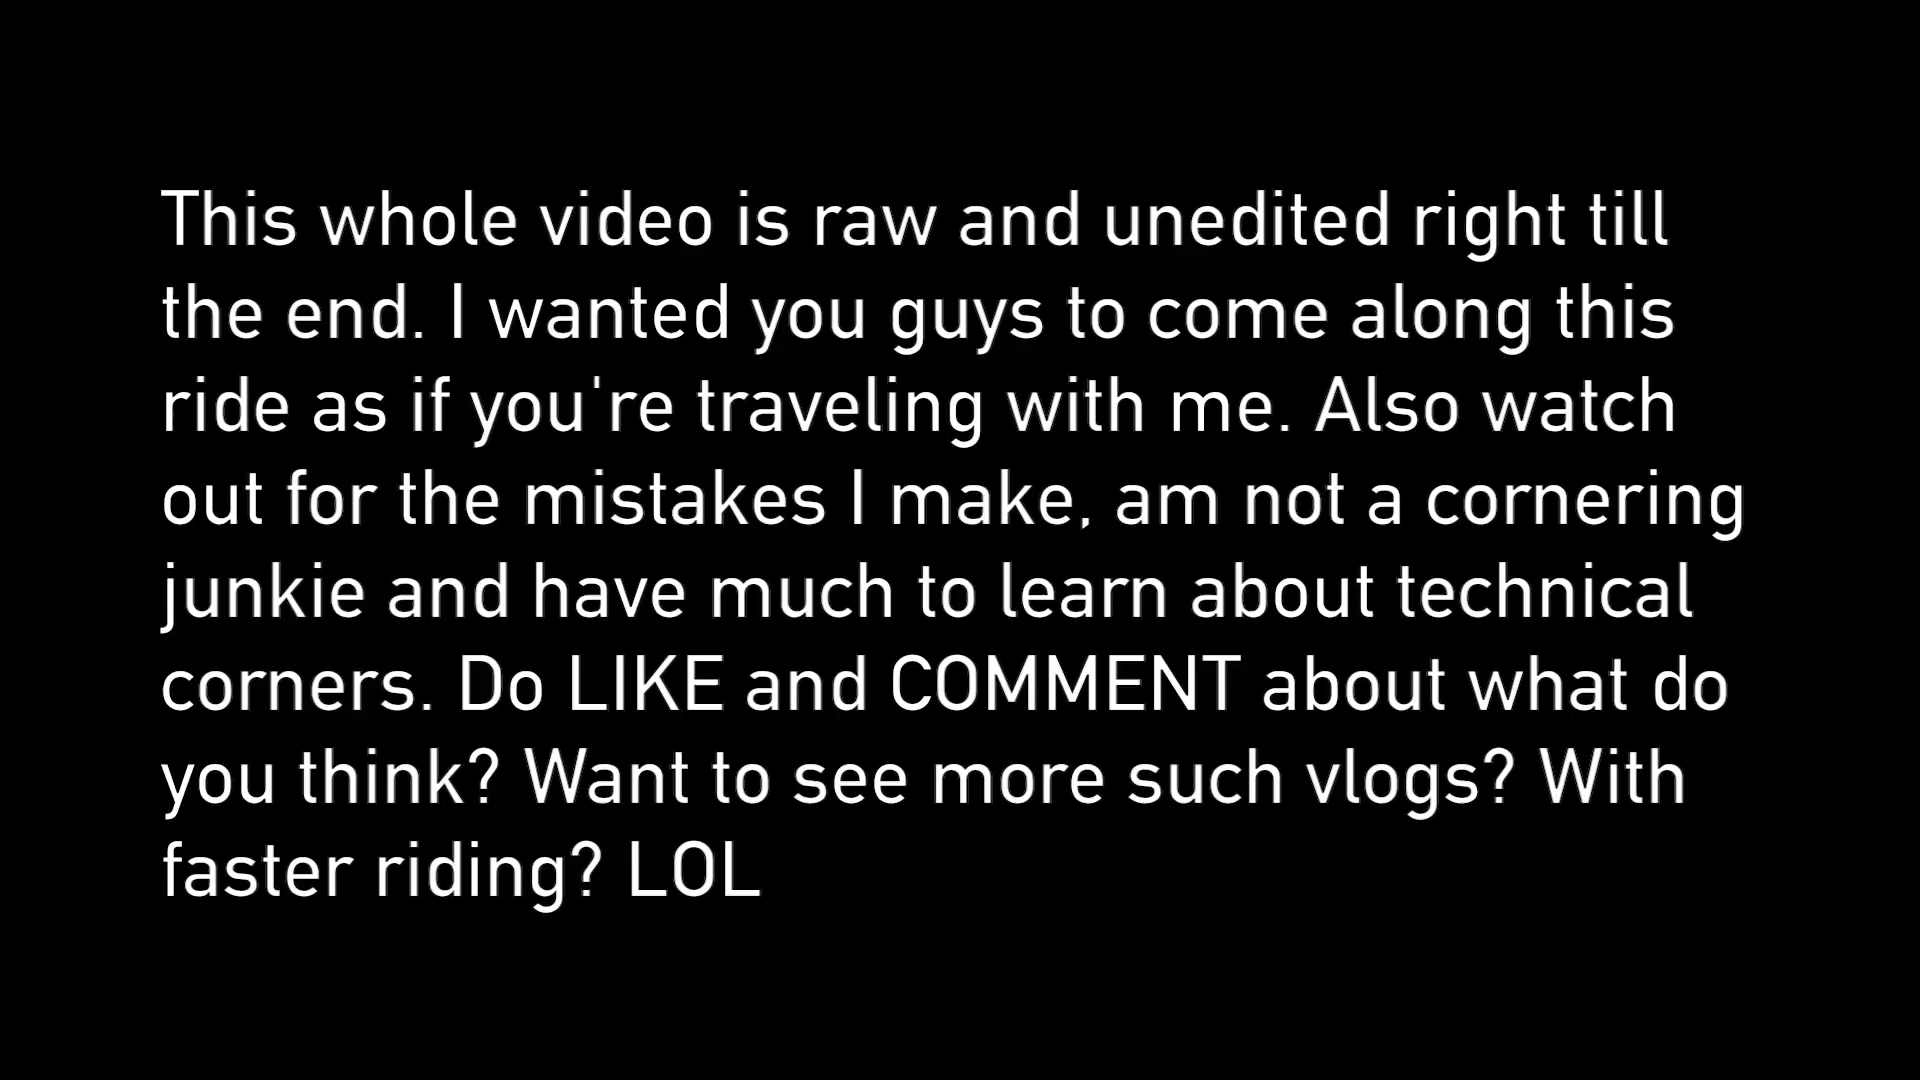 This whole video is raw and unedited right till
the end. I wanted you guys to come along this
ride as if you're traveling with me. Also watch
out for the mistakes I make, am not a cornering
junkie and have much to learn about technical
corners. Do LIKE and COMMENT about what do
you think? Want to see more such vlogs? With
faster riding? LOL